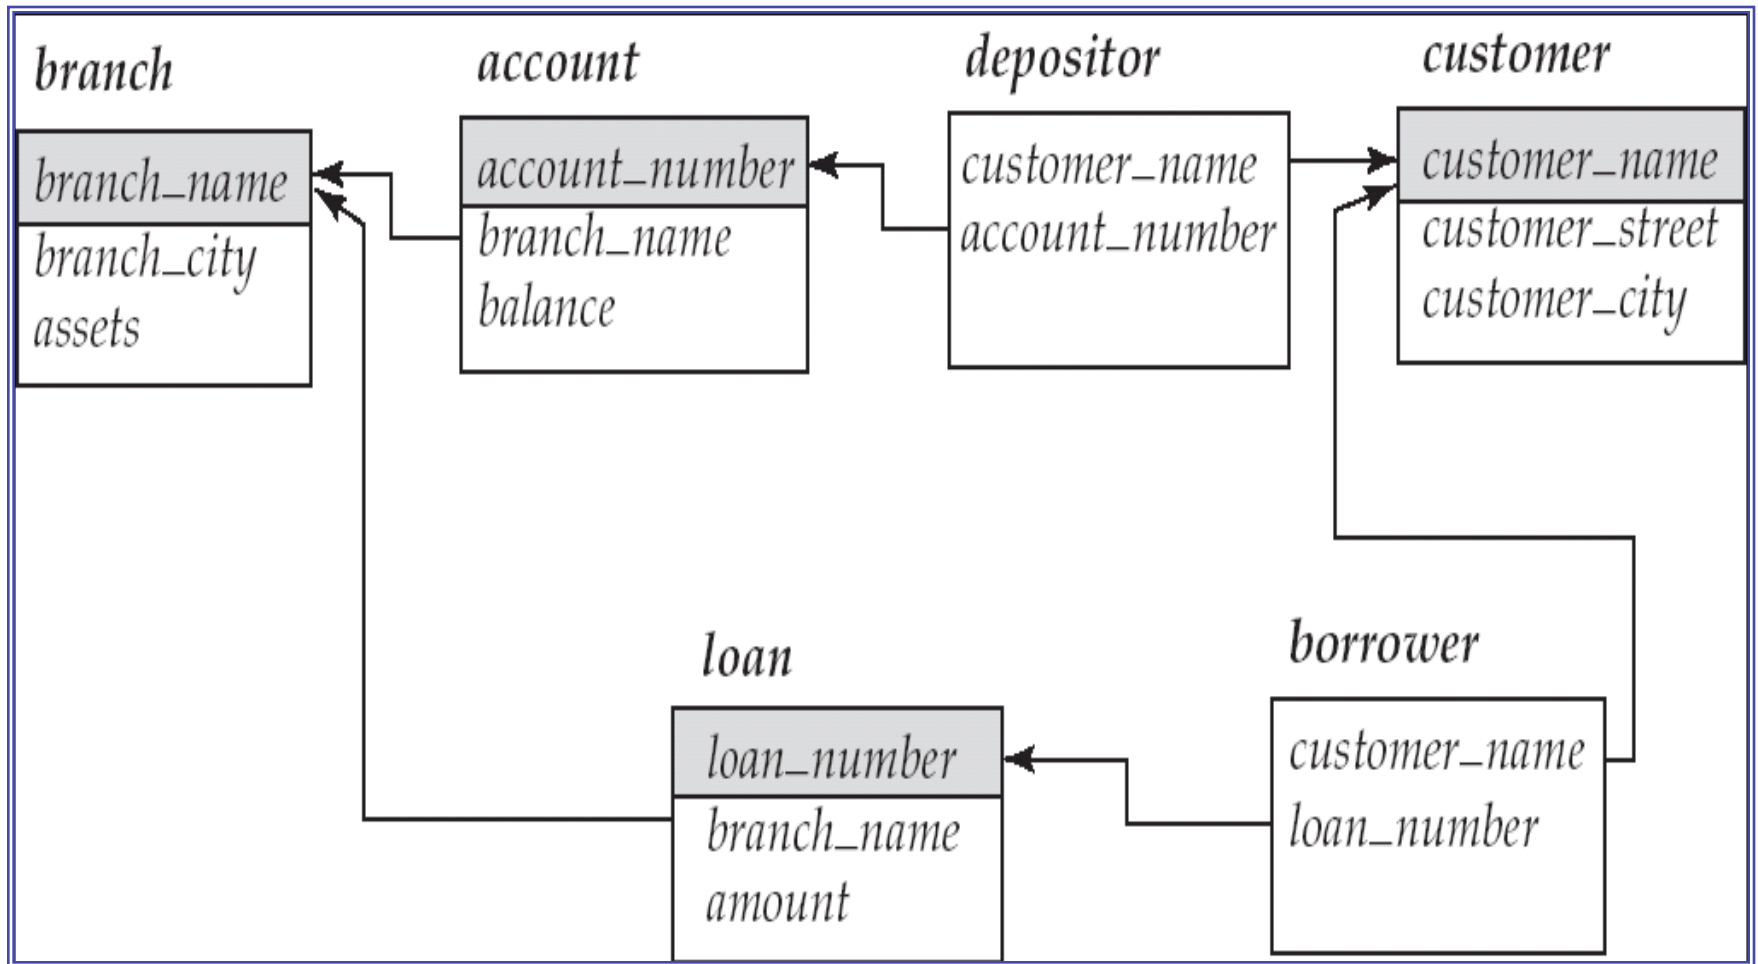 branch
branch_name
branch_city
assets
account
account_number
branch_name
balance
depositor
customer_name
account_number
customer
customer_name
customer_street
customer_city
loan
loan_number
branch_name
amount
borrower
customer_name
loan_number